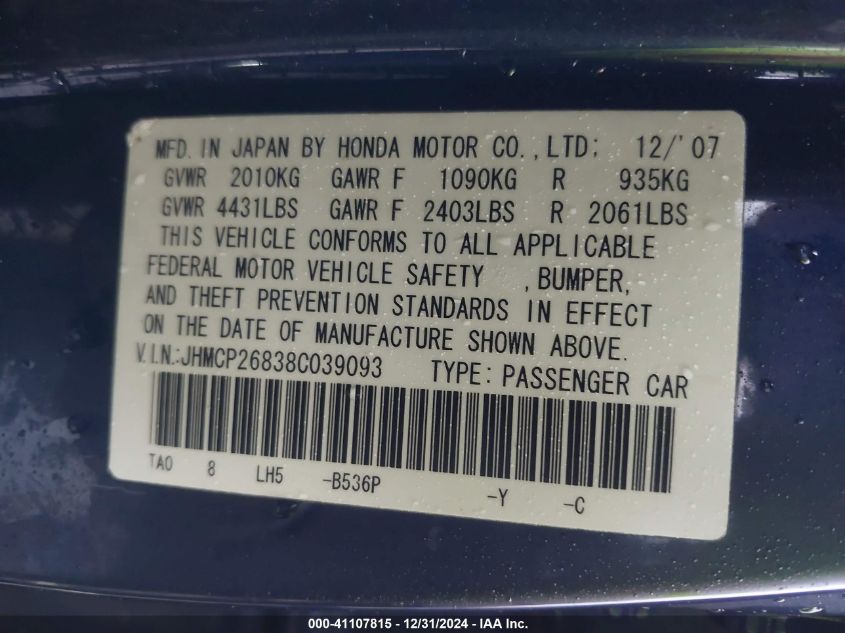 MFD. IN JAPAN BY HONDA MOTOR CO., LTD; 12/'07
GVWR 2010KG GAWR F 1090KG R 935KG
GVWR 4431LBS GAWR F 2403LBS R 2061LBS
THIS VEHICLE CONFORMS TO ALL APPLICABLE
FEDERAL MOTOR VEHICLE SAFETY , BUMPER,
AND THEFT PREVENTION STANDARDS IN EFFECT
ON THE DATE OF MANUFACTURE SHOWN ABOVE.
V.I.N.:JHMCP26838C039093 TYPE: PASSENGER CAR
TA0 8 LH5 -B536P -Y -C
000-41107815 - 12/31/2024 - IAA Inc.